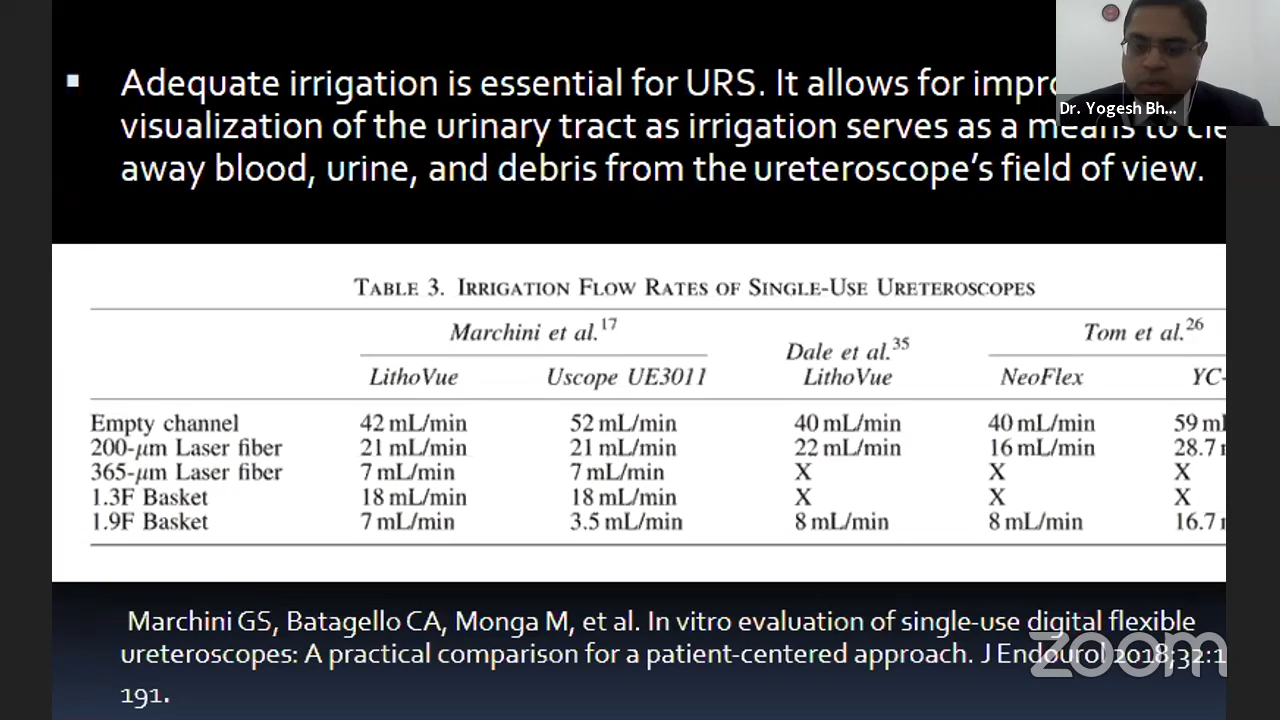 Adequate irrigation is essential for URS. It allows for
visualization of the urinary tract as irrigation serves as a means to
away blood, urine, and debris from the ureteroscope's field of view.
Dr. Yogesh Bh...
TABLE 3. IRRIGATION FLOW RATES OF SINGLE-USE URETEROSCOPES
Marchini et al.17 Dale et al.35 Tom et al.26
LithoVue Uscope UE3011 LithoVue NeoFlex YC-
Empty channel 42 mL/min 52 mL/min 40 mL/min 40 mL/min 59
200-μm Laser fiber 21 mL/min 21 mL/min 22 mL/min 16 mL/min 28.7
365-μm Laser fiber 7 mL/min 7 mL/min X X X
1.3F Basket 18 mL/min 18 mL/min X X X
1.9F Basket 7 mL/min 3.5 mL/min 8 mL/min 8 mL/min 16.7
Marchini GS, Batagello CA, Monga M, et al. In vitro evaluation of single-use digital flexible
ureteroscopes: A practical comparison for a patient-centered approach. J Endourol 2018;32:1
191.
zoom